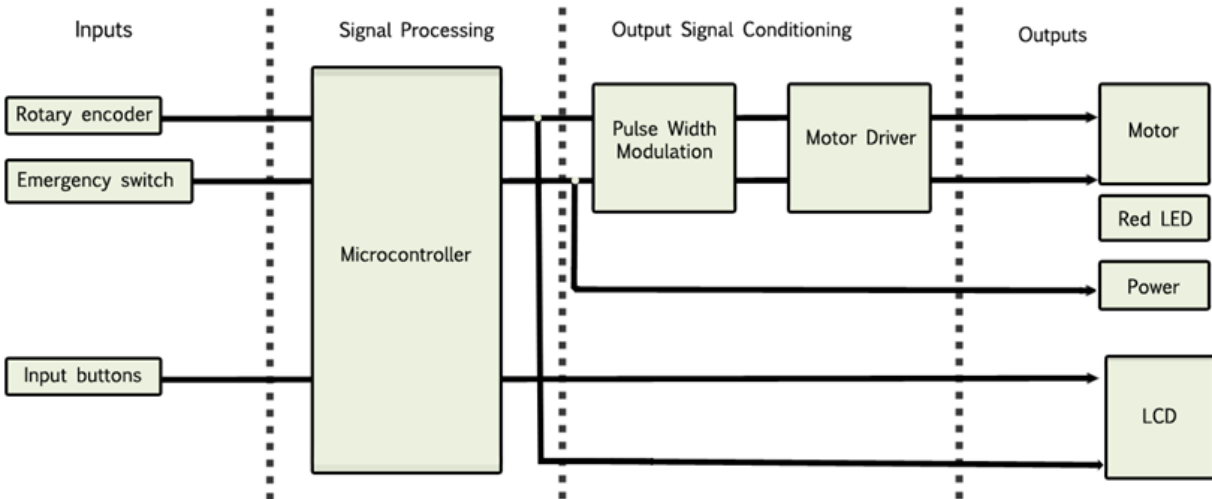 Inputs
Signal Processing
Output Signal Conditioning
Outputs
Rotary encoder
Emergency switch
Input buttons
Microcontroller
Pulse Width
Modulation
Motor Driver
Motor
Red LED
Power
LCD